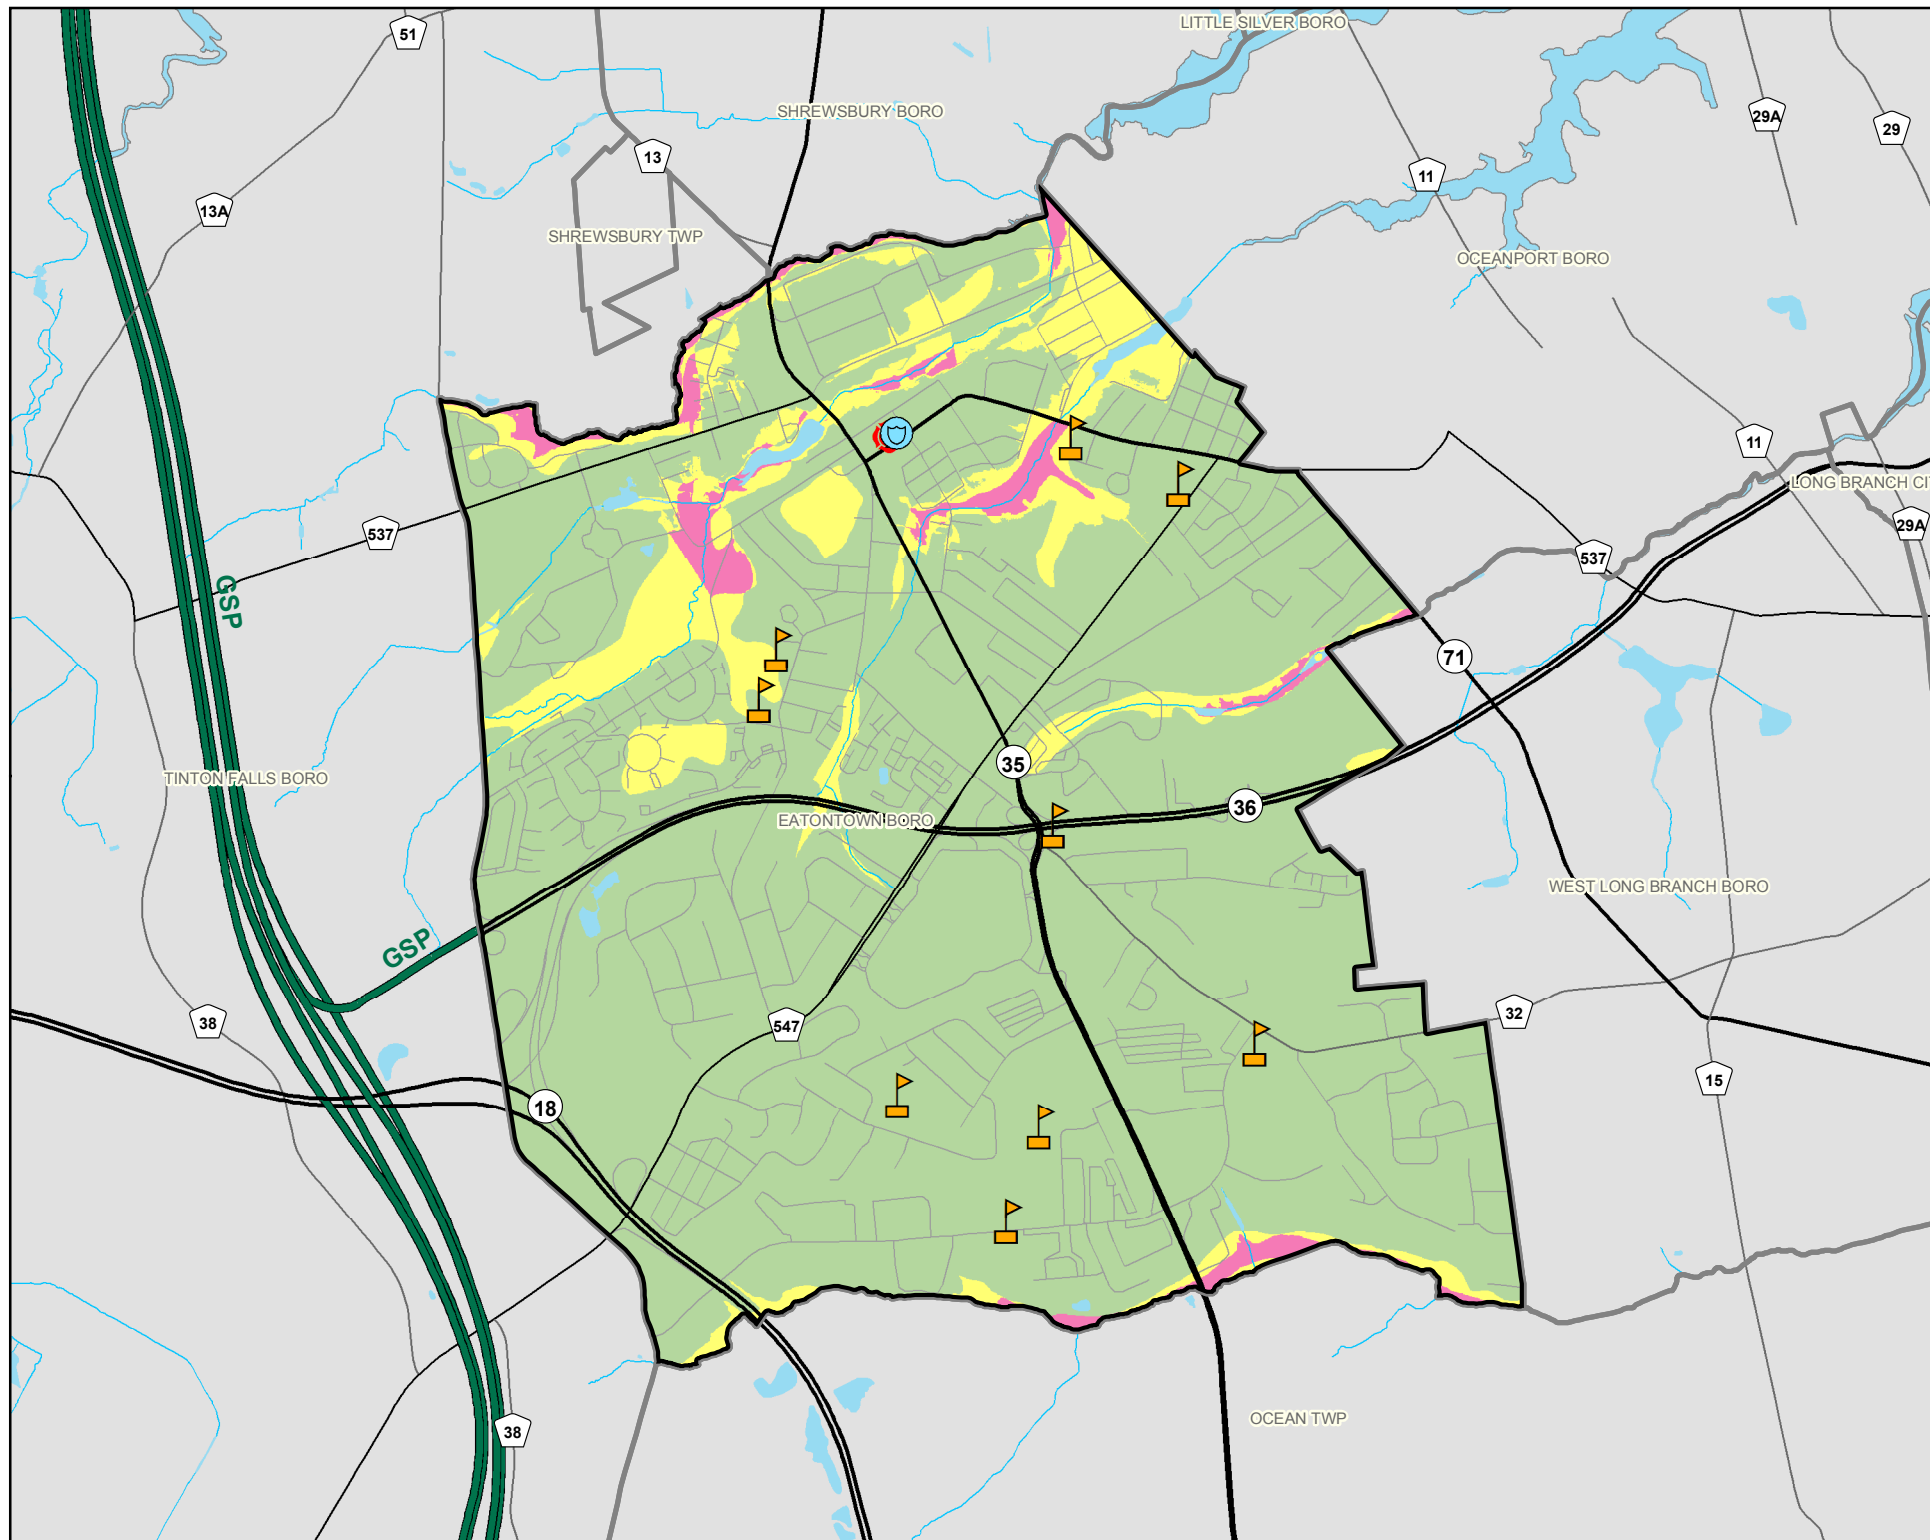 LITTLE SILVER BORO
51
SHREWSBURY BORO
29A
29
13
11
13A
SHREWSBURY TWP
OCEANPORT BORO
11
LONG BRANCH CI
29A
537
537
GSP
71
35
TINTON FALLS BORO
36
EATONTOWN BORO
WEST LONG BRANCH BORO
GSP
38
547
32
15
18
OCEAN TWP
38